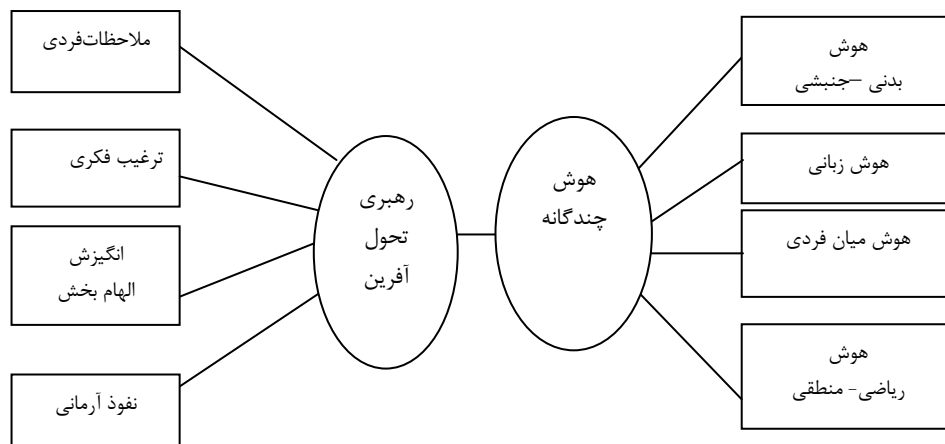 هوش
بدنی –جنبشی
هوش زبانی
هوش میان فردی
هوش
ریاضی- منطقی
هوش
چندگانه
رهبری
تحول
آفرین
ملاحظات‌فردی
ترغیب فکری
انگیزش
الهام بخش
نفوذ آرمانی